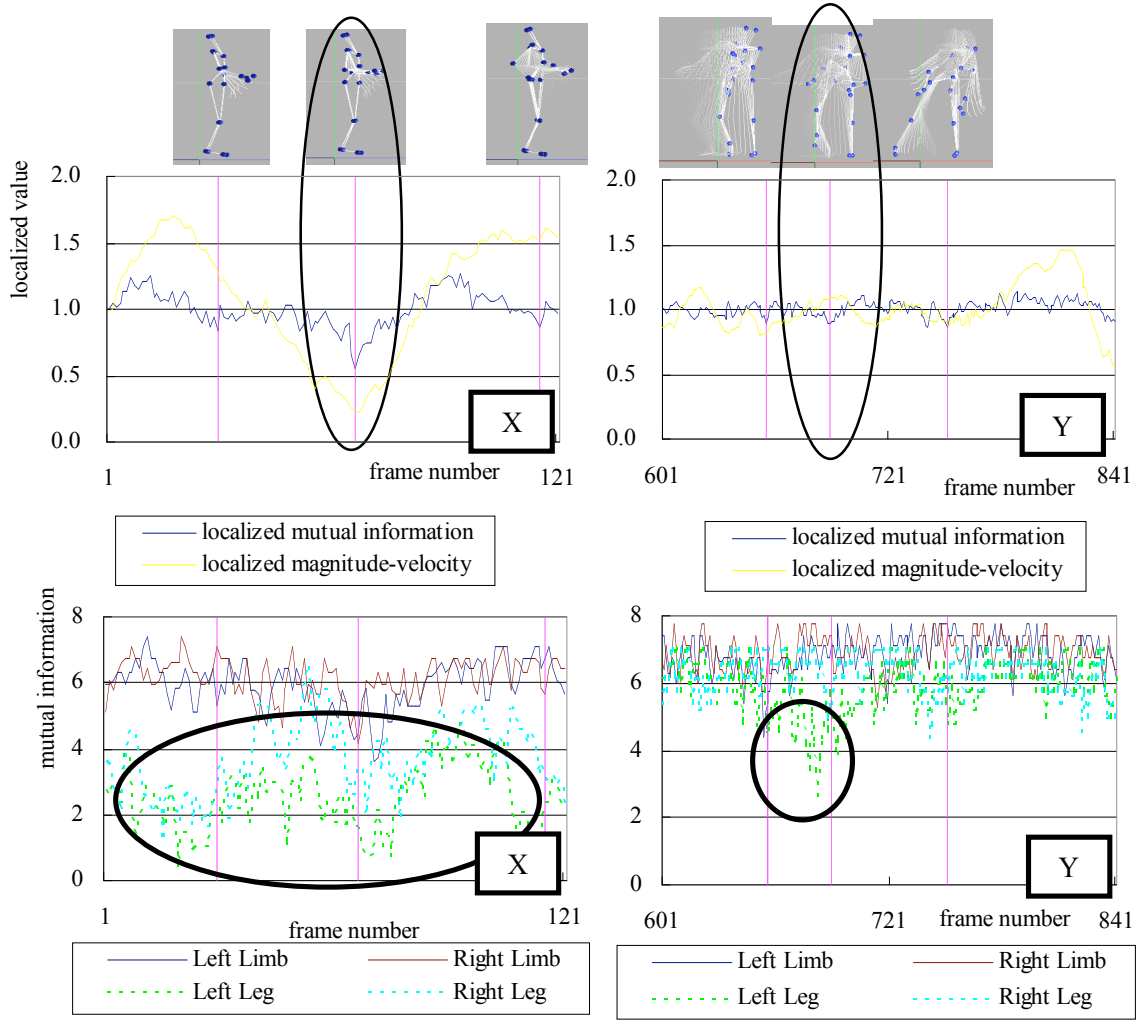 localized value
2.0
1.5
1.0
0.5
0.0
X
1
121
frame number
localized mutual information
localized magnitude-velocity
2.0
1.5
1.0
0.5
0.0
Y
601
721
841
frame number
localized mutual information
localized magnitude-velocity
mutual information
8
6
4
2
0
X
1
121
frame number
Left Limb
Right Limb
Left Leg
Right Leg
8
6
4
2
0
Y
601
721
841
frame number
Left Limb
Right Limb
Left Leg
Right Leg